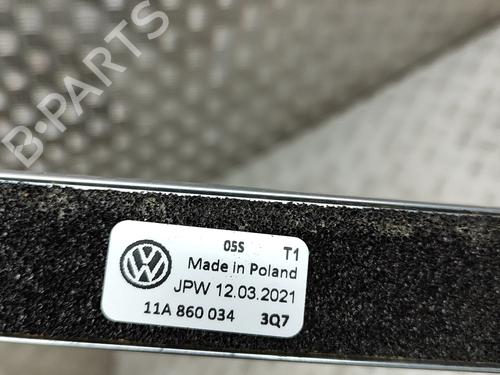 B-PARTS
05S T1
Made in Poland
JPW 12.03.2021
11A 860 034 3Q7